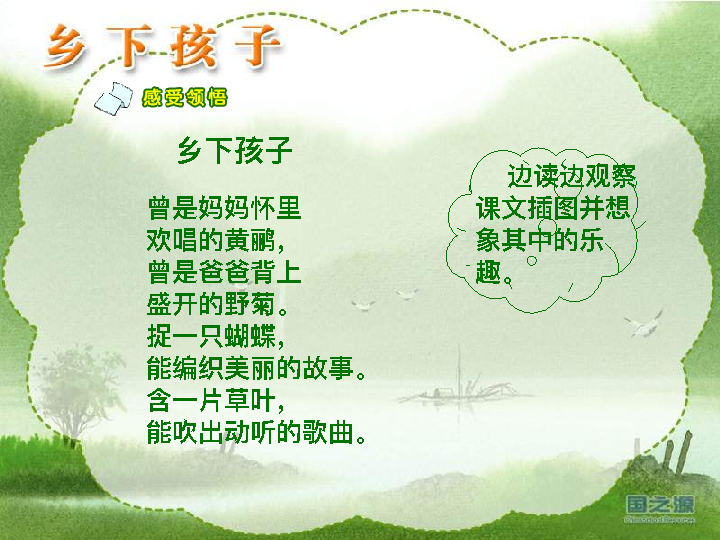 乡下孩子
感受领悟
乡下孩子
曾是妈妈怀里
欢唱的黄鹂，
曾是爸爸背上
盛开的野菊。
捉一只蝴蝶，
能编织美丽的故事。
含一片草叶，
能吹出动听的歌曲。
边读边观察
课文插图并想
象其中的乐
趣。
国之源